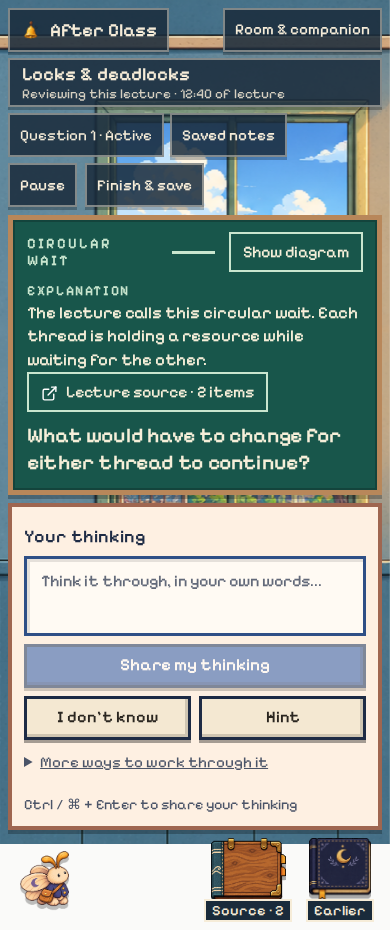 After Class
Room & companion
Locks & deadlocks
Reviewing this lecture · 12:40 of lecture
Question 1 · Active
Saved notes
Pause
Finish & save
CIRCULAR
WAIT
Show diagram
EXPLANATION
The lecture calls this circular wait. Each
thread is holding a resource while
waiting for the other.
Lecture source · 2 items
What would have to change for
either thread to continue?
Your thinking
Think it through, in your own words...
Share my thinking
I don't know
Hint
More ways to work through it
Ctrl / ⌘ + Enter to share your thinking
Source · 2
Earlier